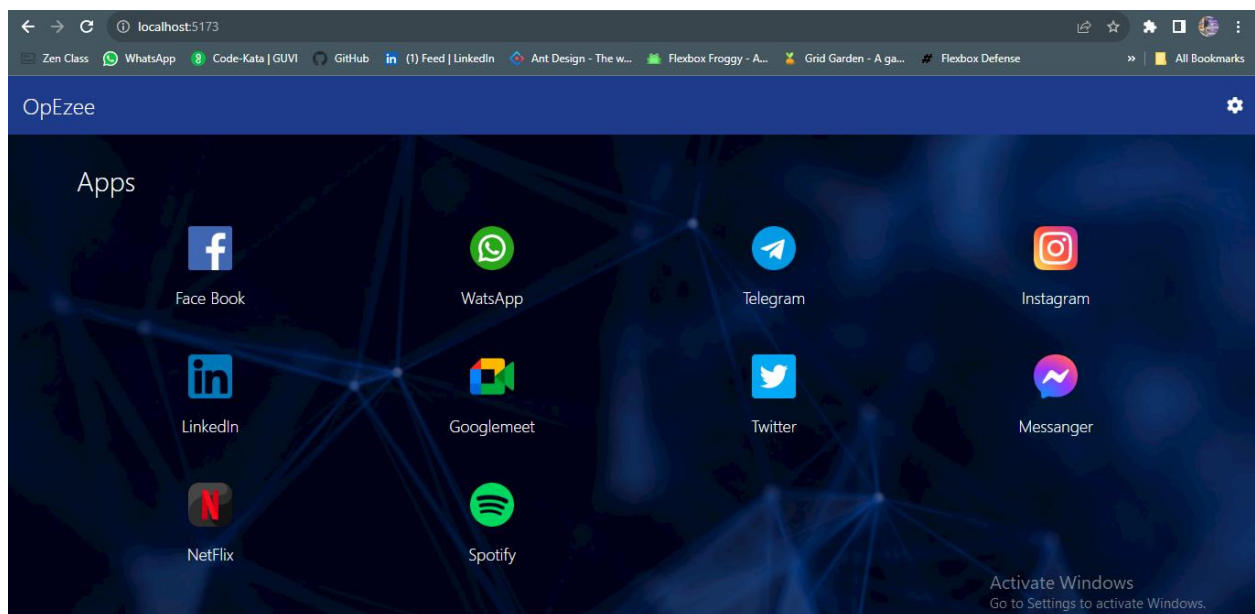 localhost:5173
Zen Class WhatsApp Code-Kata | GUVI GitHub (1) Feed | LinkedIn Ant Design - The w... Flexbox Froggy - A... Grid Garden - A ga... Flexbox Defense » All Bookmarks
OpEzee
Apps
Face Book WatsApp Telegram Instagram
in
LinkedIn Googlemeet Twitter Messanger
N
NetFlix Spotify
Activate Windows
Go to Settings to activate Windows.